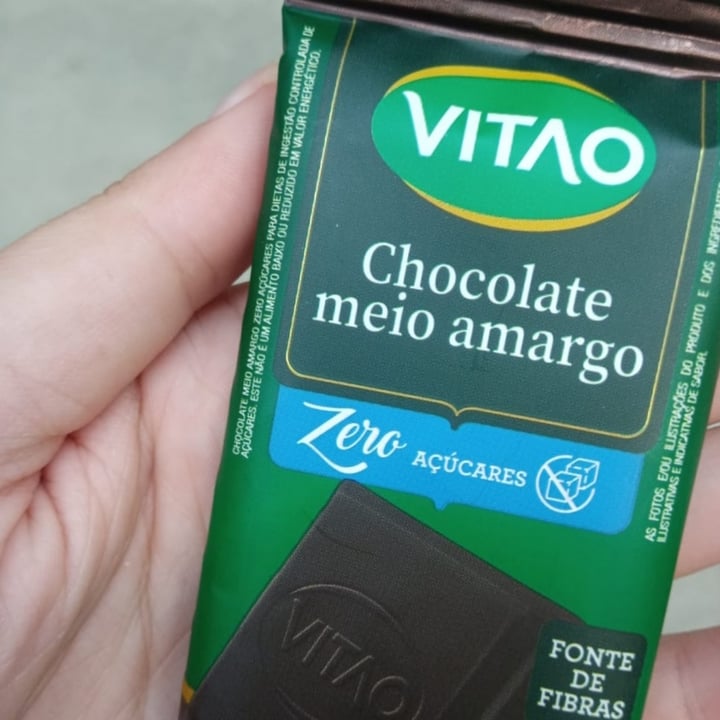 VITAO
Chocolate
meio amargo
Zero AÇÚCARES
VITAO
FONTE
DE
FIBRAS
CHOCOLATE MEIO AMARGO ZERO AÇÚCARES PARA DIETAS DE INGESTÃO CONTROLADA DE
AÇÚCARES. ESTE NÃO É UM ALIMENTO BAIXO OU REDUZIDO EM VALOR ENERGÉTICO.
AS FOTOS E/OU ILUSTRAÇÕES DO PRODUTO E DOS
ILUSTRATIVAS E INDICATIVAS DE SABOR.